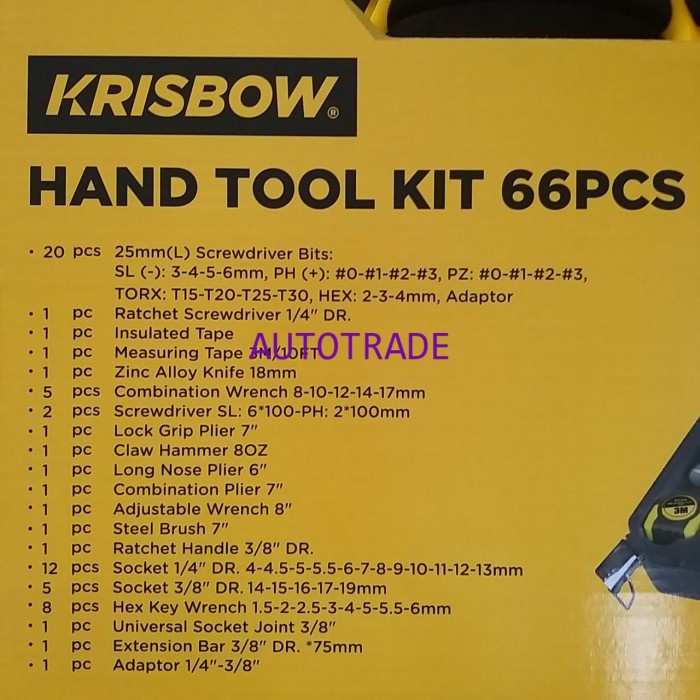 KRISBOW®
HAND TOOL KIT 66PCS
• 20 pcs 25mm(L) Screwdriver Bits:
SL (-): 3-4-5-6mm, PH (+): #0-#1-#2-#3, PZ: #0-#1-#2-#3,
TORX: T15-T20-T25-T30, HEX: 2-3-4mm, Adaptor
• 1 pc Ratchet Screwdriver 1/4" DR.
• 1 pc Insulated Tape
AUTOTRADE
• 1 pc Measuring Tape 3M/10FT
• 1 pc Zinc Alloy Knife 18mm
• 5 pcs Combination Wrench 8-10-12-14-17mm
• 2 pcs Screwdriver SL: 6*100-PH: 2*100mm
• 1 pc Lock Grip Plier 7"
• 1 pc Claw Hammer 8OZ
• 1 pc Long Nose Plier 6"
• 1 pc Combination Plier 7"
• 1 pc Adjustable Wrench 8"
• 1 pc Steel Brush 7"
• 1 pc Ratchet Handle 3/8" DR.
• 12 pcs Socket 1/4" DR. 4-4.5-5-5.5-6-7-8-9-10-11-12-13mm
• 5 pcs Socket 3/8" DR. 14-15-16-17-19mm
• 8 pcs Hex Key Wrench 1.5-2-2.5-3-4-5-5.5-6mm
• 1 pc Universal Socket Joint 3/8"
• 1 pc Extension Bar 3/8" DR. *75mm
• 1 pc Adaptor 1/4"-3/8"
3M